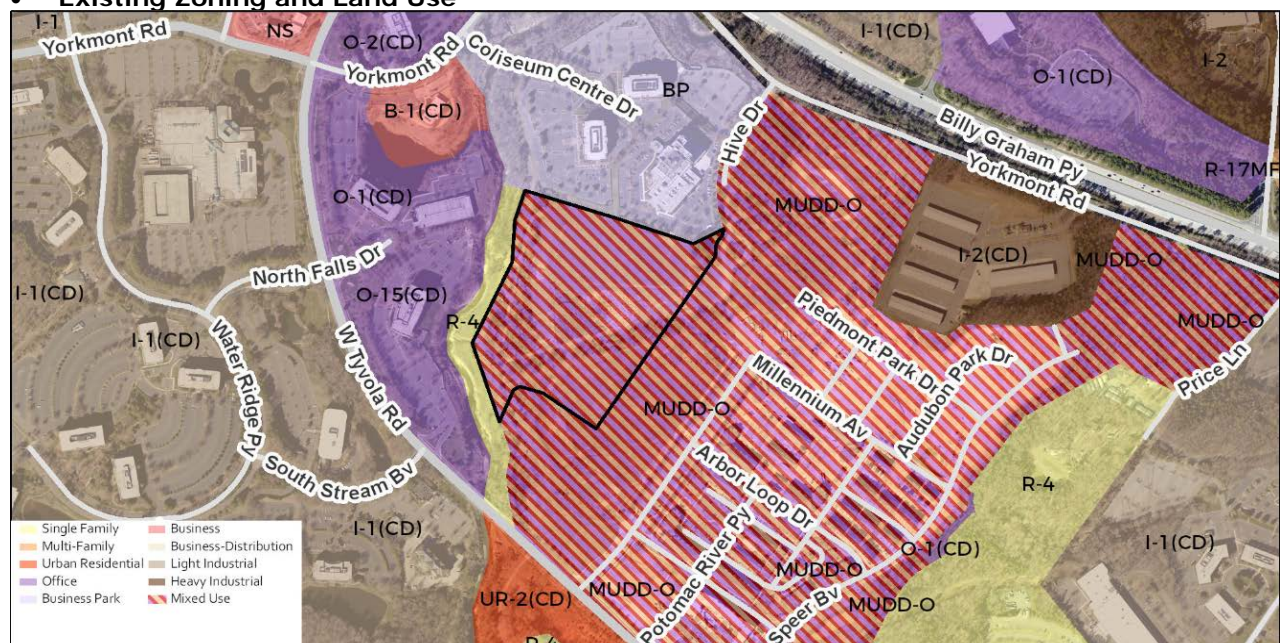 • Existing Zoning and Land Use
I-1
Yorkmont Rd
NS
O-2(CD)
Yorkmont Rd
Coliseum Centre Dr
BP
I-1(CD)
O-1(CD)
I-2
B-1(CD)
Hive Dr
Billy Graham Py
Yorkmont Rd
R-17MF
MUDD-O
O-1(CD)
I-2(CD)
MUDD-O
North Falls Dr
I-1(CD)
O-15(CD)
MUDD-O
R-4
I-1(CD)
Water Ridge Py
W Tyvola Rd
Piedmont Park Dr
Audubon Park Dr
Price Ln
Millennium Av
MUDD-O
Arbor Loop Dr
South Stream Bv
R-4
I-1(CD)
Potomac River Py
O-1(CD)
I-1(CD)
UR-2(CD)
MUDD-O
MUDD-O
Speer Bv
MUDD-O
R-4
Single Family
Multi-Family
Urban Residential
Office
Business Park
Business
Business-Distribution
Light Industrial
Heavy Industrial
Mixed Use